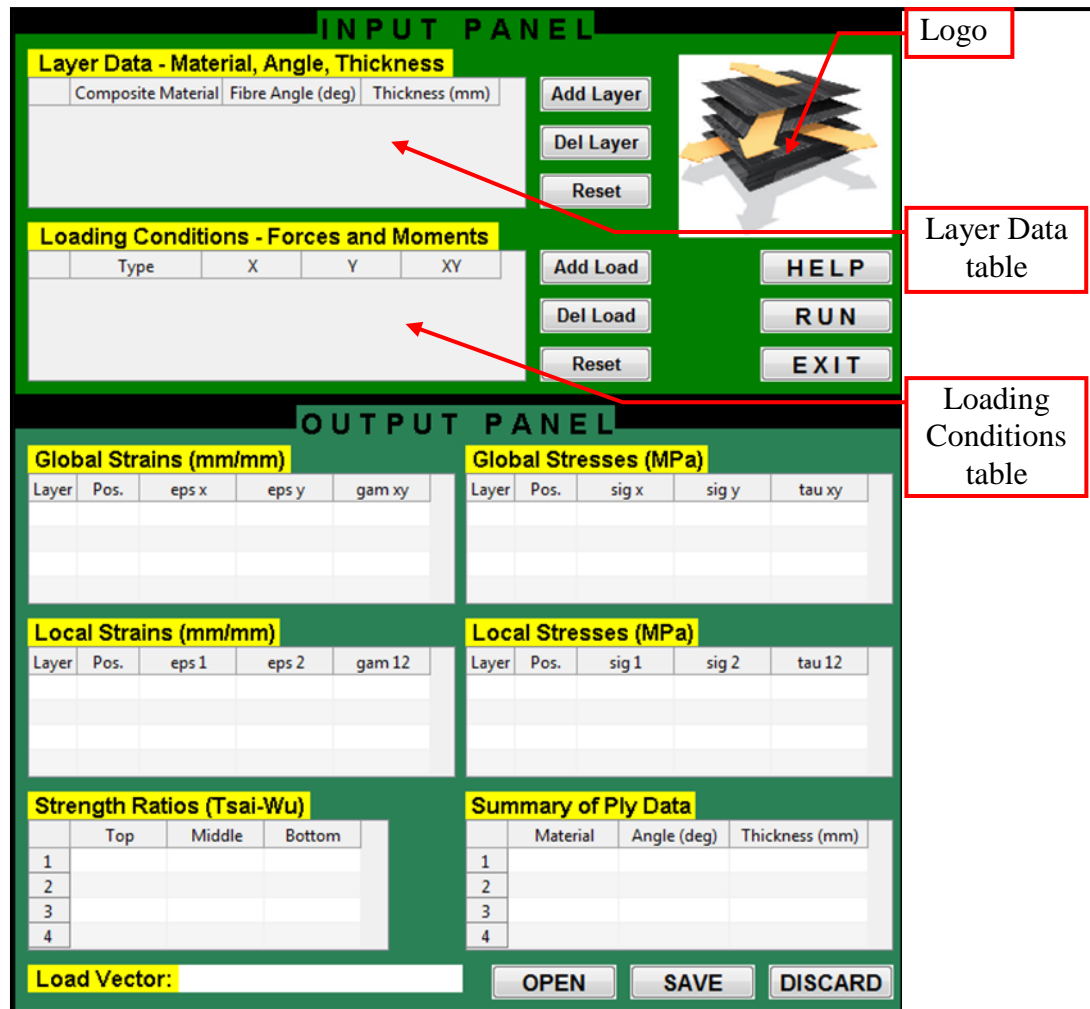 INPUT PANEL
Logo
Layer Data - Material, Angle, Thickness
Composite Material Fibre Angle (deg) Thickness (mm)
Add Layer
Del Layer
Reset
Layer Data
table
Loading Conditions - Forces and Moments
Type X Y XY
Add Load
Del Load
Reset
HELP
RUN
EXIT
Loading
Conditions
table
OUTPUT PANEL
Global Strains (mm/mm)
Layer Pos. eps x eps y gam xy
Global Stresses (MPa)
Layer Pos. sig x sig y tau xy
Local Strains (mm/mm)
Layer Pos. eps 1 eps 2 gam 12
Local Stresses (MPa)
Layer Pos. sig 1 sig 2 tau 12
Strength Ratios (Tsai-Wu)
Top Middle Bottom
1
2
3
4
Summary of Ply Data
Material Angle (deg) Thickness (mm)
1
2
3
4
Load Vector:
OPEN
SAVE
DISCARD